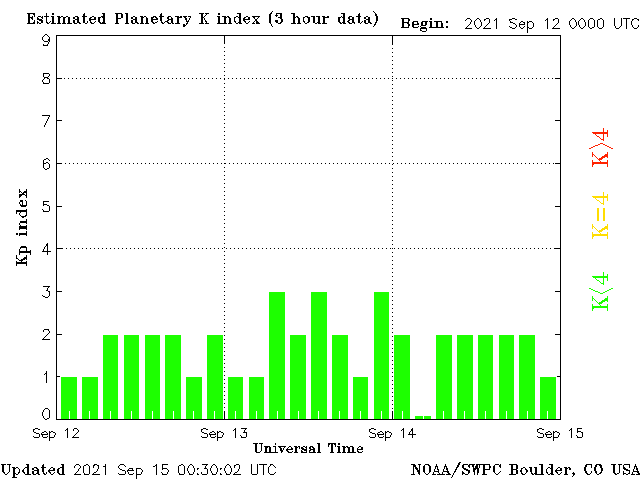 Estimated Planetary K index (3 hour data)
Begin: 2021 Sep 12 0000 UTC
9
8
7
6
5
4
3
2
1
0
Kp index
K>4
K=4
K<4
Sep 12
Sep 13
Sep 14
Sep 15
Universal Time
Updated 2021 Sep 15 00:30:02 UTC
NOAA/SWPC Boulder, CO USA